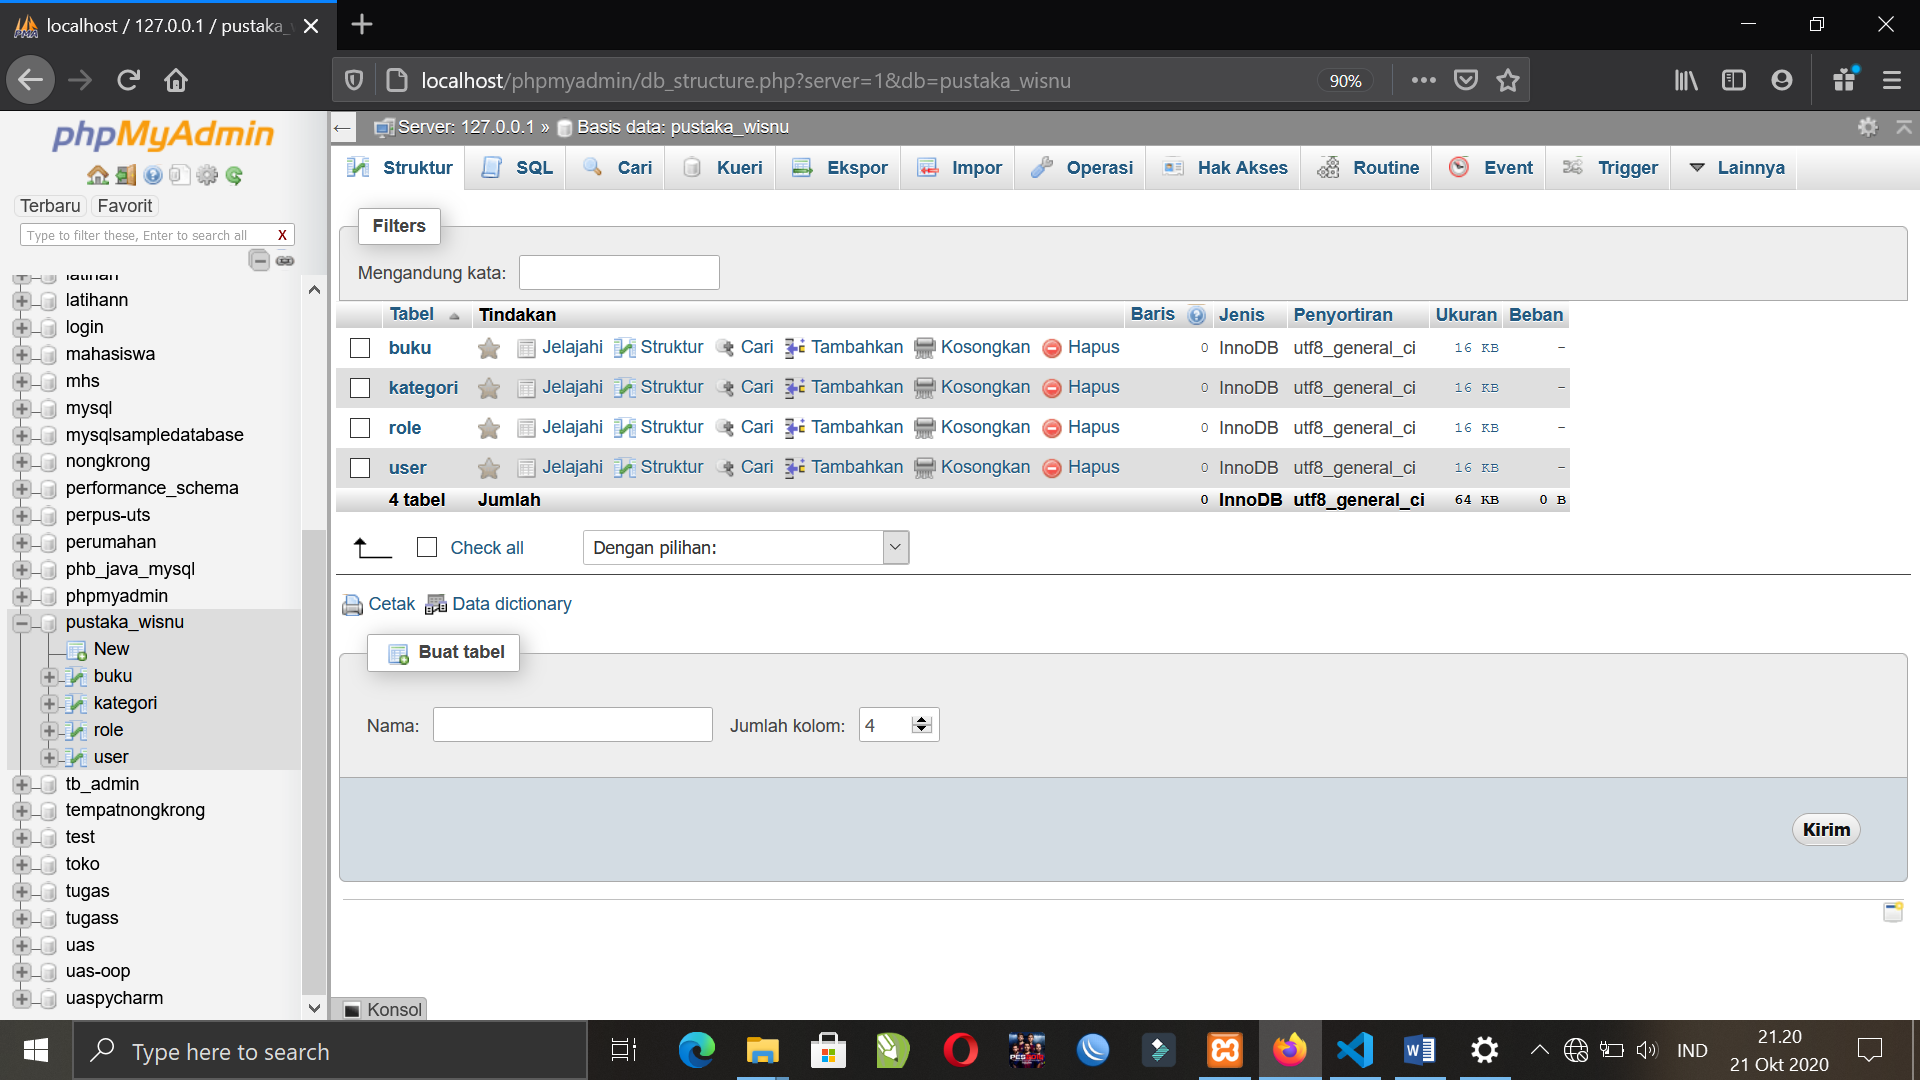 localhost / 127.0.0.1 / pustaka_
localhost/phpmyadmin/db_structure.php?server=1&db=pustaka_wisnu
90%
phpMyAdmin
Terbaru Favorit
Type to filter these, Enter to search all X
latihan
latihann
login
mahasiswa
mhs
mysql
mysqlsampledatabase
nongkrong
performance_schema
perpus-uts
perumahan
phb_java_mysql
phpmyadmin
pustaka_wisnu
New
buku
kategori
role
user
tb_admin
tempatnongkrong
test
toko
tugas
tugass
uas
uas-oop
uaspycharm
Server: 127.0.0.1 » Basis data: pustaka_wisnu
Struktur SQL Cari Kueri Ekspor Impor Operasi Hak Akses Routine Event Trigger Lainnya
Filters
Mengandung kata:
Tabel Tindakan Baris Jenis Penyortiran Ukuran Beban
buku Jelajahi Struktur Cari Tambahkan Kosongkan Hapus 0 InnoDB utf8_general_ci 16 KB -
kategori Jelajahi Struktur Cari Tambahkan Kosongkan Hapus 0 InnoDB utf8_general_ci 16 KB -
role Jelajahi Struktur Cari Tambahkan Kosongkan Hapus 0 InnoDB utf8_general_ci 16 KB -
user Jelajahi Struktur Cari Tambahkan Kosongkan Hapus 0 InnoDB utf8_general_ci 16 KB -
4 tabel Jumlah 0 InnoDB utf8_general_ci 64 KB 0 B
Check all Dengan pilihan:
Cetak Data dictionary
Buat tabel
Nama: Jumlah kolom: 4
Kirim
Konsol
Type here to search
IND
21.20
21 Okt 2020